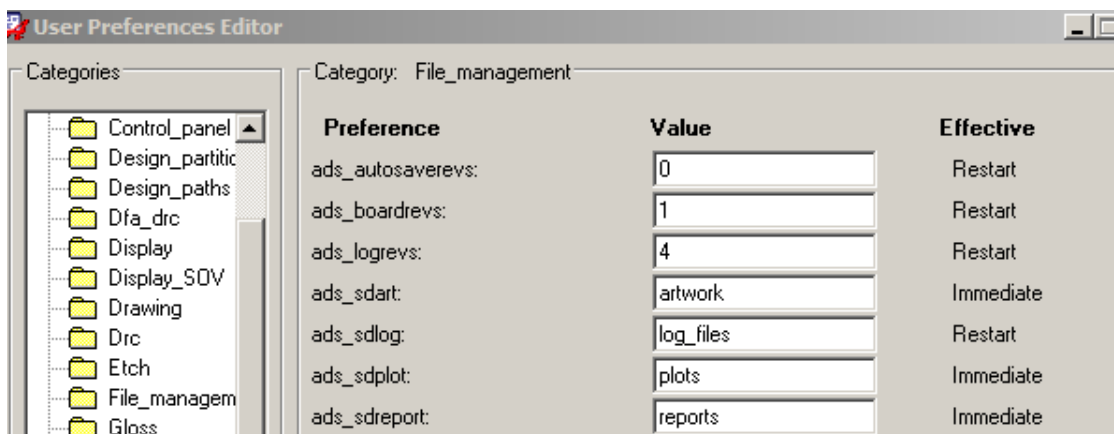 User Preferences Editor
Categories
Control_panel
Design_partitic
Design_paths
Dfa_drc
Display
Display_SOV
Drawing
Drc
Etch
File_managem
Gloss
Category: File_management
Preference Value Effective
ads_autosaverevs: 0 Restart
ads_boardrevs: 1 Restart
ads_logrevs: 4 Restart
ads_sdart: artwork Immediate
ads_sdlog: log_files Restart
ads_sdplot: plots Immediate
ads_sdreport: reports Immediate